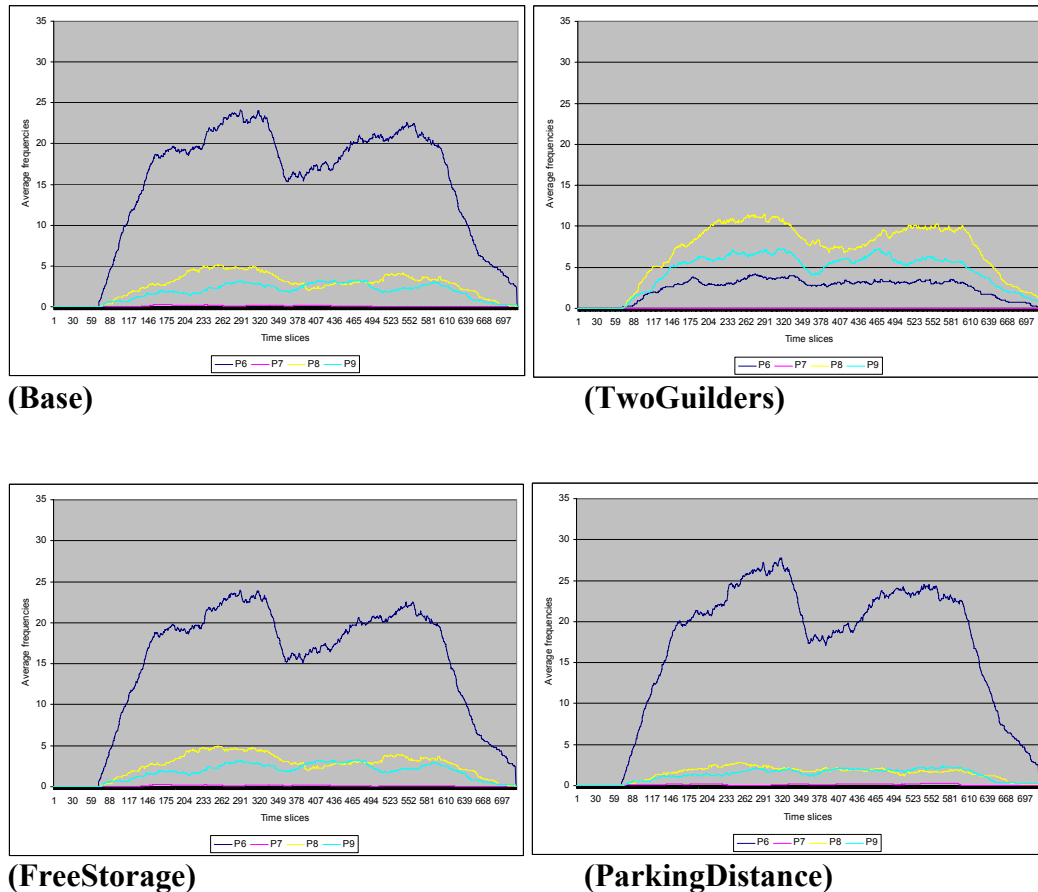 35
30
25
20
15
10
5
0
Average frequencies
1 30 59 88 117 146 175 204 233 262 291 320 349 378 407 436 465 494 523 552 581 610 639 668 697
Time slices
P6 P7 P8 P9
(Base)
35
30
25
20
15
10
5
0
Average frequencies
1 30 59 88 117 146 175 204 233 262 291 320 349 378 407 436 465 494 523 552 581 610 639 668 697
Time slices
P6 P7 P8 P9
(TwoGuilders)
35
30
25
20
15
10
5
0
Average frequencies
1 30 59 88 117 146 175 204 233 262 291 320 349 378 407 436 465 494 523 552 581 610 639 668 697
Time slices
P6 P7 P8 P9
(FreeStorage)
35
30
25
20
15
10
5
0
Average frequencies
1 30 59 88 117 146 175 204 233 262 291 320 349 378 407 436 465 494 523 552 581 610 639 668 697
Time slices
P6 P7 P8 P9
(ParkingDistance)